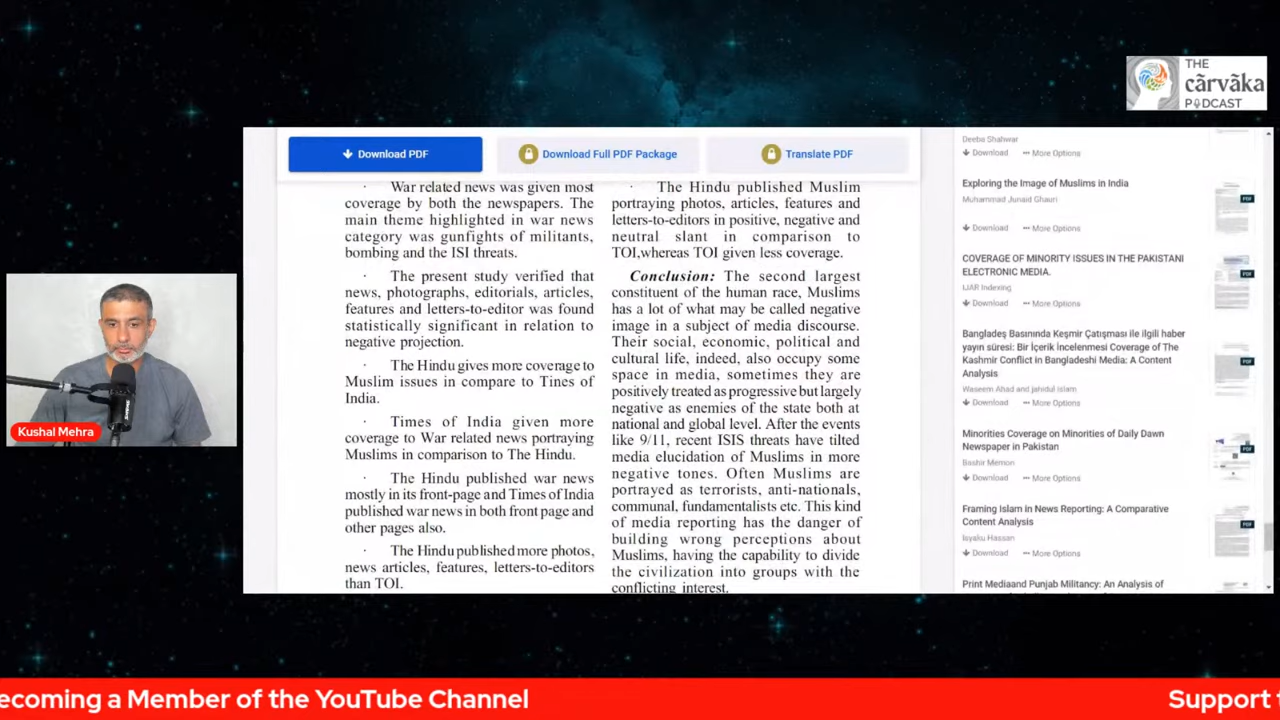 THE
cārvāka
PODCAST
Download PDF
Download Full PDF Package
Translate PDF
War related news was given most
coverage by both the newspapers. The
main theme highlighted in war news
category was gunfights of militants,
bombing and the ISI threats.
· The present study verified that
news, photographs, editorials, articles,
features and letters-to-editor was found
statistically significant in relation to
negative projection.
· The Hindu gives more coverage to
Muslim issues in compare to Tines of
India.
· Times of India given more
coverage to War related news portraying
Muslims in comparison to The Hindu.
· The Hindu published war news
mostly in its front-page and Times of India
published war news in both front page and
other pages also.
· The Hindu published more photos,
news articles, features, letters-to-editors
than TOI.
· The Hindu published Muslim
portraying photos, articles, features and
letters-to-editors in positive, negative and
neutral slant in comparison to
TOI,whereas TOI given less coverage.
Conclusion: The second largest
constituent of the human race, Muslims
has a lot of what may be called negative
image in a subject of media discourse.
Their social, economic, political and
cultural life, indeed, also occupy some
space in media, sometimes they are
positively treated as progressive but largely
negative as enemies of the state both at
national and global level. After the events
like 9/11, recent ISIS threats have tilted
media elucidation of Muslims in more
negative tones. Often Muslims are
portrayed as terrorists, anti-nationals,
communal, fundamentalists etc. This kind
of media reporting has the danger of
building wrong perceptions about
Muslims, having the capability to divide
the civilization into groups with the
conflicting interest.
Deeba Shahwar
Download ••• More Options
Exploring the Image of Muslims in India
Muhammad Junaid Ghauri
Download ••• More Options
COVERAGE OF MINORITY ISSUES IN THE PAKISTANI
ELECTRONIC MEDIA.
IJAR Indexing
Download ••• More Options
Bangladeş Basınında Keşmir Çatışması ile ilgili haber
yayın süresi: Bir İçerik İncelenmesi Coverage of The
Kashmir Conflict in Bangladeshi Media: A Content
Analysis
Waseem Ahad and jahidul islam
Download ••• More Options
Minorities Coverage on Minorities of Daily Dawn
Newspaper in Pakistan
Bashir Memon
Download ••• More Options
Framing Islam in News Reporting: A Comparative
Content Analysis
Isyaku Hassan
Download ••• More Options
Print Mediaand Punjab Militancy: An Analysis of
Kushal Mehra
ecoming a Member of the YouTube Channel
Support t